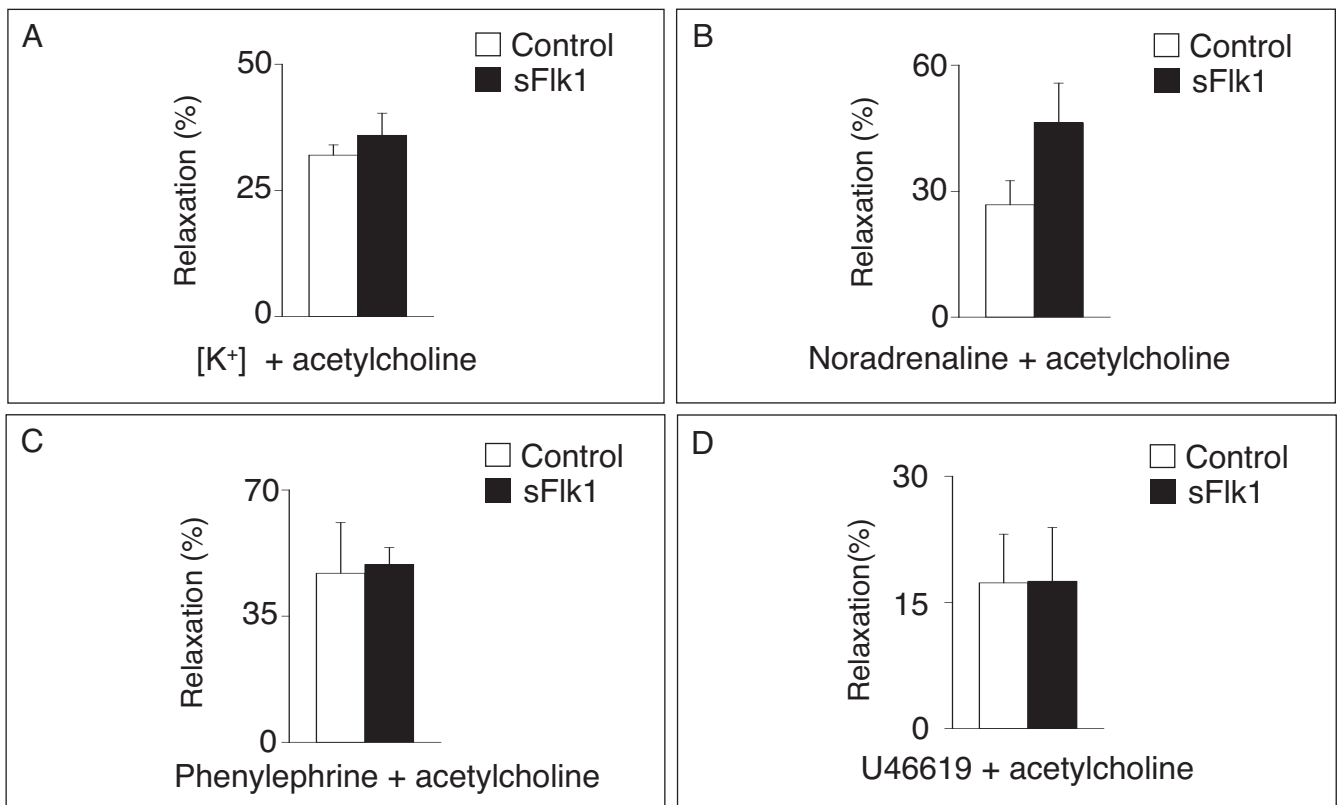 A
Control
sFlk1
50
25
0
Relaxation (%)
[K+] + acetylcholine
B
Control
sFlk1
60
30
0
Relaxation (%)
Noradrenaline + acetylcholine
C
Control
sFlk1
70
35
0
Relaxation (%)
Phenylephrine + acetylcholine
D
Control
sFlk1
30
15
0
Relaxation(%)
U46619 + acetylcholine